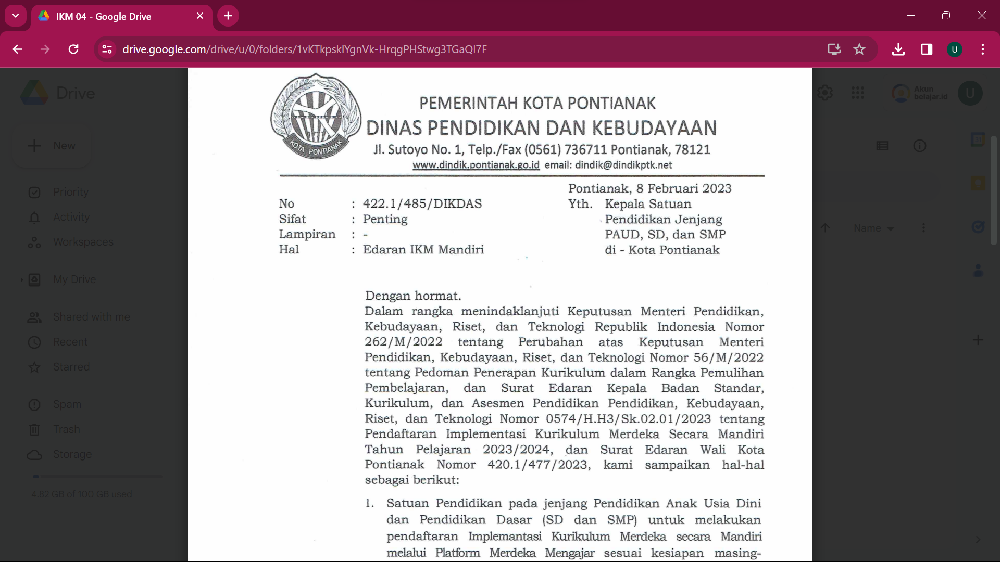 IKM 04 - Google Drive
drive.google.com/drive/u/0/folders/1vKTkpsklYgnVk-HrqgPHStwg3TGaQI7F
U
Drive
Akun
belajar.id
U
New
Priority
Activity
Workspaces
My Drive
Shared with me
Recent
Starred
Spam
Trash
Storage
4.82 GB of 100 GB used
Name
31
KOTA PONTIANAK
PEMERINTAH KOTA PONTIANAK
DINAS PENDIDIKAN DAN KEBUDAYAAN
Jl. Sutoyo No. 1, Telp./Fax (0561) 736711 Pontianak, 78121
www.dindik.pontianak.go.id email: dindik@dindikptk.net
Pontianak, 8 Februari 2023
No : 422.1/485/DIKDAS
Sifat : Penting
Lampiran : -
Hal : Edaran IKM Mandiri
Yth. Kepala Satuan
Pendidikan Jenjang
PAUD, SD, dan SMP
di - Kota Pontianak
Dengan hormat.
Dalam rangka menindaklanjuti Keputusan Menteri Pendidikan,
Kebudayaan, Riset, dan Teknologi Republik Indonesia Nomor
262/M/2022 tentang Perubahan atas Keputusan Menteri
Pendidikan, Kebudayaan, Riset, dan Teknologi Nomor 56/M/2022
tentang Pedoman Penerapan Kurikulum dalam Rangka Pemulihan
Pembelajaran, dan Surat Edaran Kepala Badan Standar,
Kurikulum, dan Asesmen Pendidikan Pendidikan, Kebudayaan,
Riset, dan Teknologi Nomor 0574/H.H3/Sk.02.01/2023 tentang
Pendaftaran Implementasi Kurikulum Merdeka Secara Mandiri
Tahun Pelajaran 2023/2024, dan Surat Edaran Wali Kota
Pontianak Nomor 420.1/477/2023, kami sampaikan hal-hal
sebagai berikut:
1. Satuan Pendidikan pada jenjang Pendidikan Anak Usia Dini
dan Pendidikan Dasar (SD dan SMP) untuk melakukan
pendaftaran Implemantasi Kurikulum Merdeka secara Mandiri
melalui Platform Merdeka Mengajar sesuai kesiapan masing-